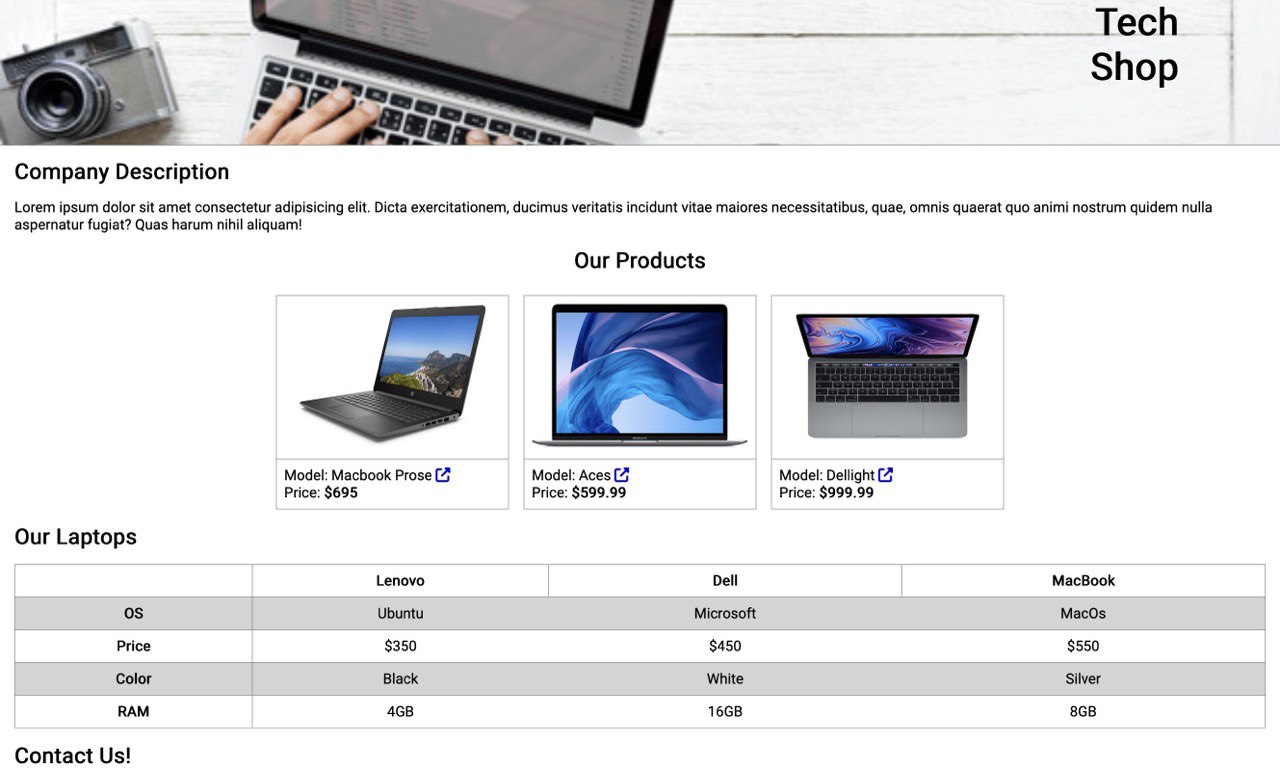 Tech
Shop
Company Description
Lorem ipsum dolor sit amet consectetur adipisicing elit. Dicta exercitationem, ducimus veritatis incidunt vitae maiores necessitatibus, quae, omnis quaerat quo animi nostrum quidem nulla
aspernatur fugiat? Quas harum nihil aliquam!
Our Products
Model: Macbook Prose
Price: $695
Model: Aces
Price: $599.99
Model: Dellight
Price: $999.99
Our Laptops
Lenovo Dell MacBook
OS Ubuntu Microsoft MacOs
Price $350 $450 $550
Color Black White Silver
RAM 4GB 16GB 8GB
Contact Us!